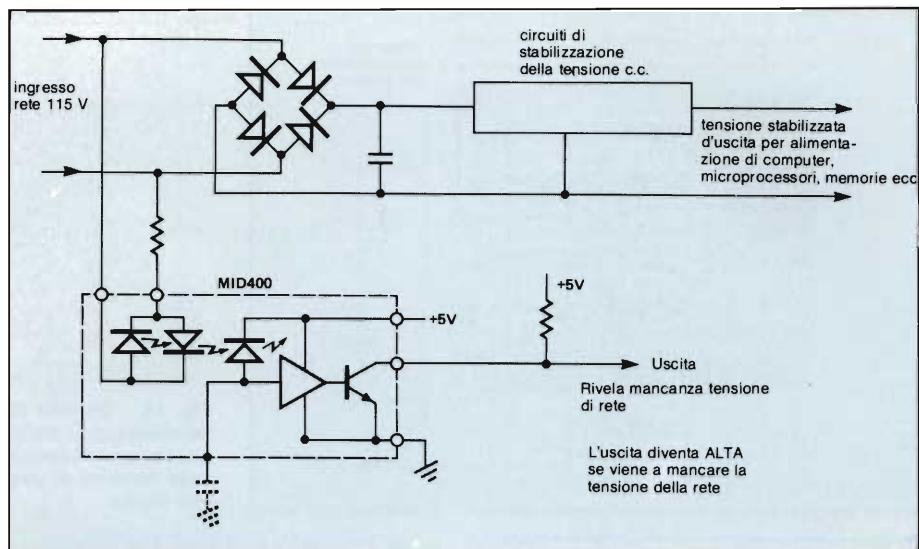 circuiti di
stabilizzazione
della tensione c.c.
ingresso
rete 115 V
tensione stabilizzata
d'uscita per alimenta-
zione di computer,
microprocessori, memorie ecc
MID400
+5V
+5V
Uscita
Rivela mancanza tensione
di rete
L'uscita diventa ALTA
se viene a mancare la
tensione della rete